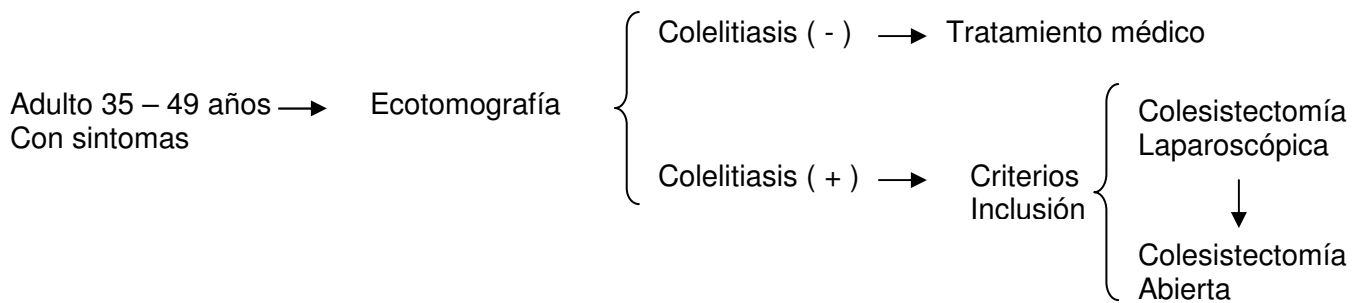 Colelitiasis ( - )
Tratamiento médico
Adulto 35 – 49 años
Con sintomas
Ecotomografía
Colelitiasis ( + )
Criterios
Inclusión
Colesistectomía
Laparoscópica
Colesistectomía
Abierta